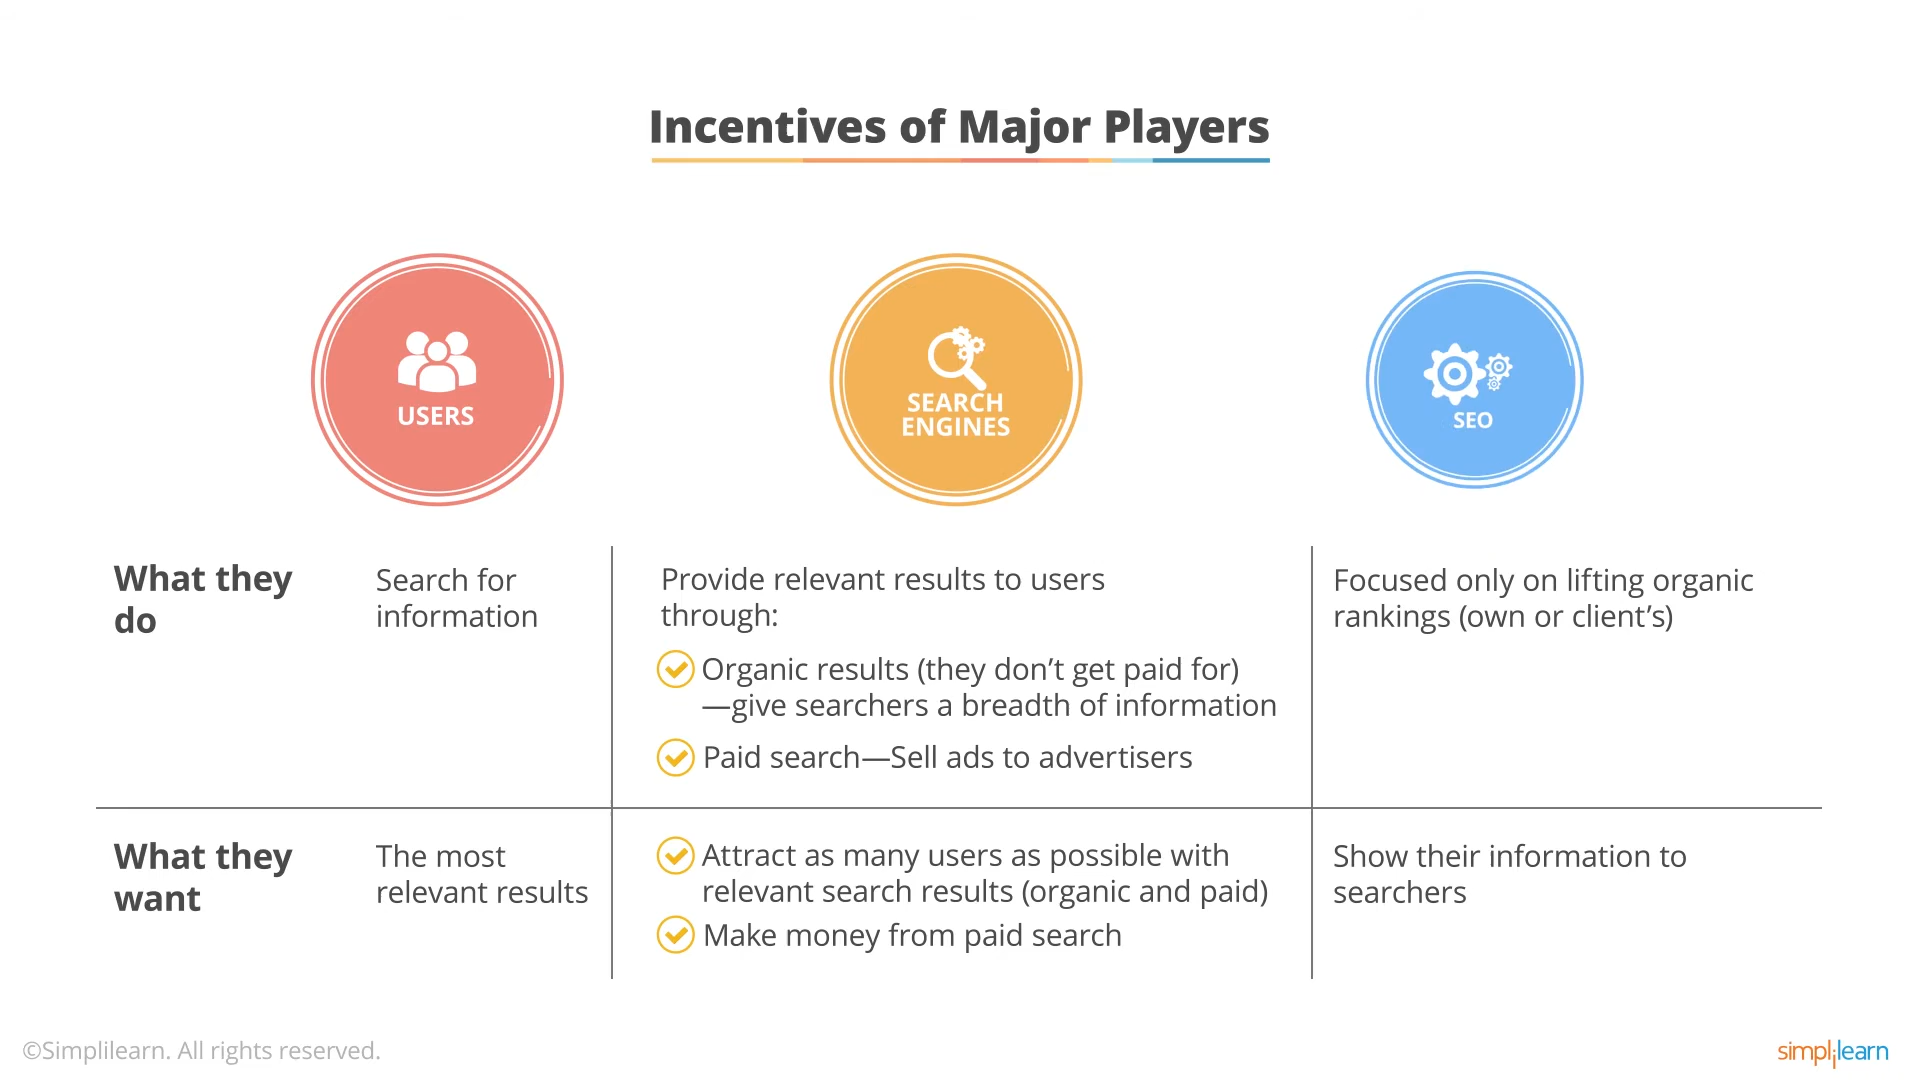 Incentives of Major Players
USERS
SEARCH
ENGINES
SEO
What they
do
Search for
information
Provide relevant results to users
through:
Organic results (they don’t get paid for)
—give searchers a breadth of information
Paid search—Sell ads to advertisers
Focused only on lifting organic
rankings (own or client’s)
What they
want
The most
relevant results
Attract as many users as possible with
relevant search results (organic and paid)
Make money from paid search
Show their information to
searchers
©Simplilearn. All rights reserved.
simplilearn